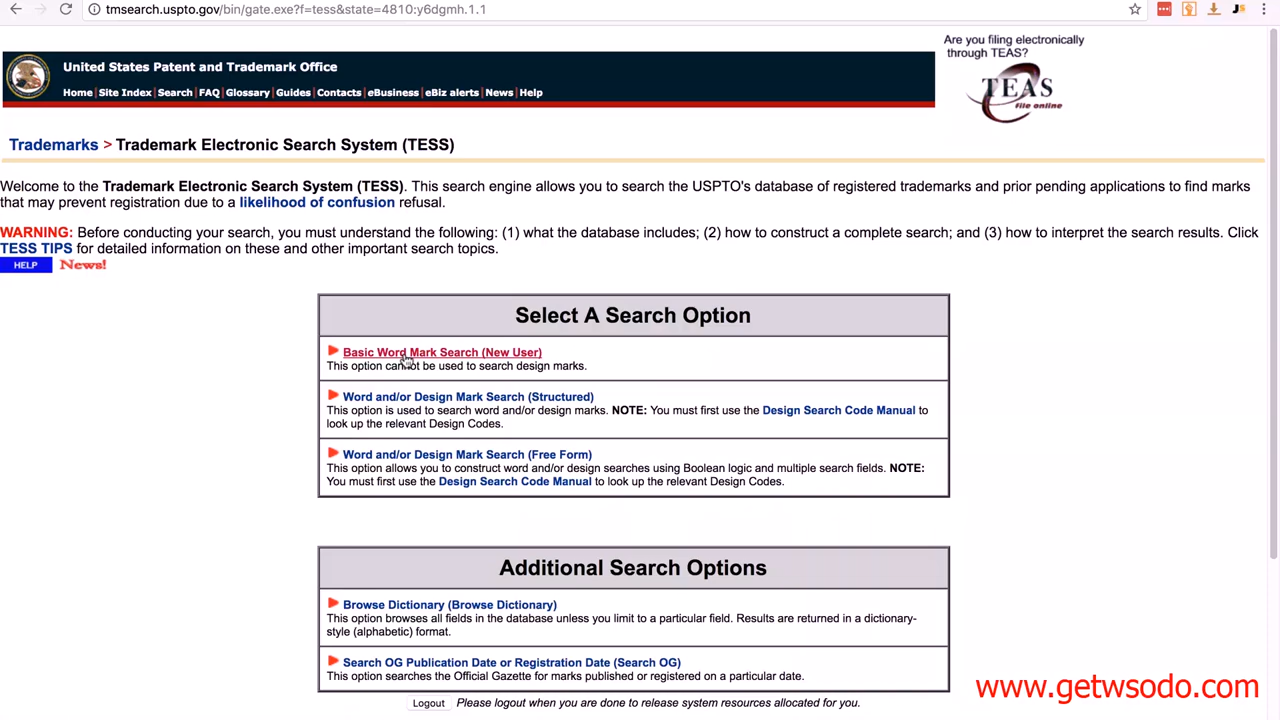 tmsearch.uspto.gov/bin/gate.exe?f=tess&state=4810:y6dgmh.1.1
Are you filing electronically
through TEAS?
United States Patent and Trademark Office
Home | Site Index | Search | FAQ | Glossary | Guides | Contacts | eBusiness | eBiz alerts | News | Help
TEAS
file online
Trademarks > Trademark Electronic Search System (TESS)
Welcome to the Trademark Electronic Search System (TESS). This search engine allows you to search the USPTO's database of registered trademarks and prior pending applications to find marks
that may prevent registration due to a likelihood of confusion refusal.
WARNING: Before conducting your search, you must understand the following: (1) what the database includes; (2) how to construct a complete search; and (3) how to interpret the search results. Click
TESS TIPS for detailed information on these and other important search topics.
HELP News!
Select A Search Option
Basic Word Mark Search (New User)
This option cannot be used to search design marks.
Word and/or Design Mark Search (Structured)
This option is used to search word and/or design marks. NOTE: You must first use the Design Search Code Manual to
look up the relevant Design Codes.
Word and/or Design Mark Search (Free Form)
This option allows you to construct word and/or design searches using Boolean logic and multiple search fields. NOTE:
You must first use the Design Search Code Manual to look up the relevant Design Codes.
Additional Search Options
Browse Dictionary (Browse Dictionary)
This option browses all fields in the database unless you limit to a particular field. Results are returned in a dictionary-
style (alphabetic) format.
Search OG Publication Date or Registration Date (Search OG)
This option searches the Official Gazette for marks published or registered on a particular date.
Logout Please logout when you are done to release system resources allocated for you.
www.getwsodo.com